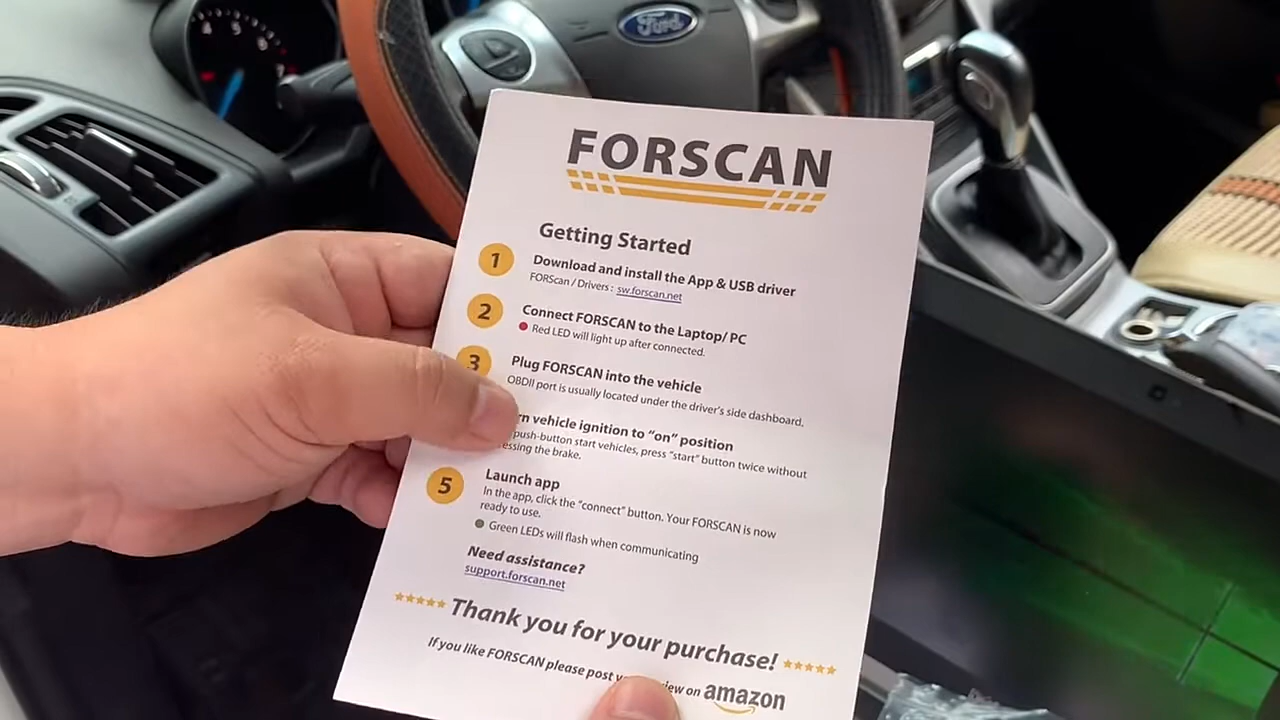 4 5 6
Ford
FORSCAN
Getting Started
1 Download and install the App & USB driver
FORScan / Drivers : sw.forscan.net
2 Connect FORSCAN to the Laptop/ PC
Red LED will light up after connected.
3 Plug FORSCAN into the vehicle
OBDII port is usually located under the driver's side dashboard.
vehicle ignition to "on" position
push-button start vehicles, press "start" button twice without
the brake.
5 Launch app
In the app, click the "connect" button. Your FORSCAN is now
ready to use.
Green LEDs will flash when communicating
Need assistance?
support.forscan.net
Thank you for your purchase!
If you like FORSCAN please post on amazon